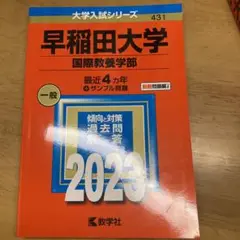 大学入試シリーズ
431
早稲田大学
国際教養学部
最近4カ年
+サンプル問題
一般
傾向と対策
過去問
2023
教学社